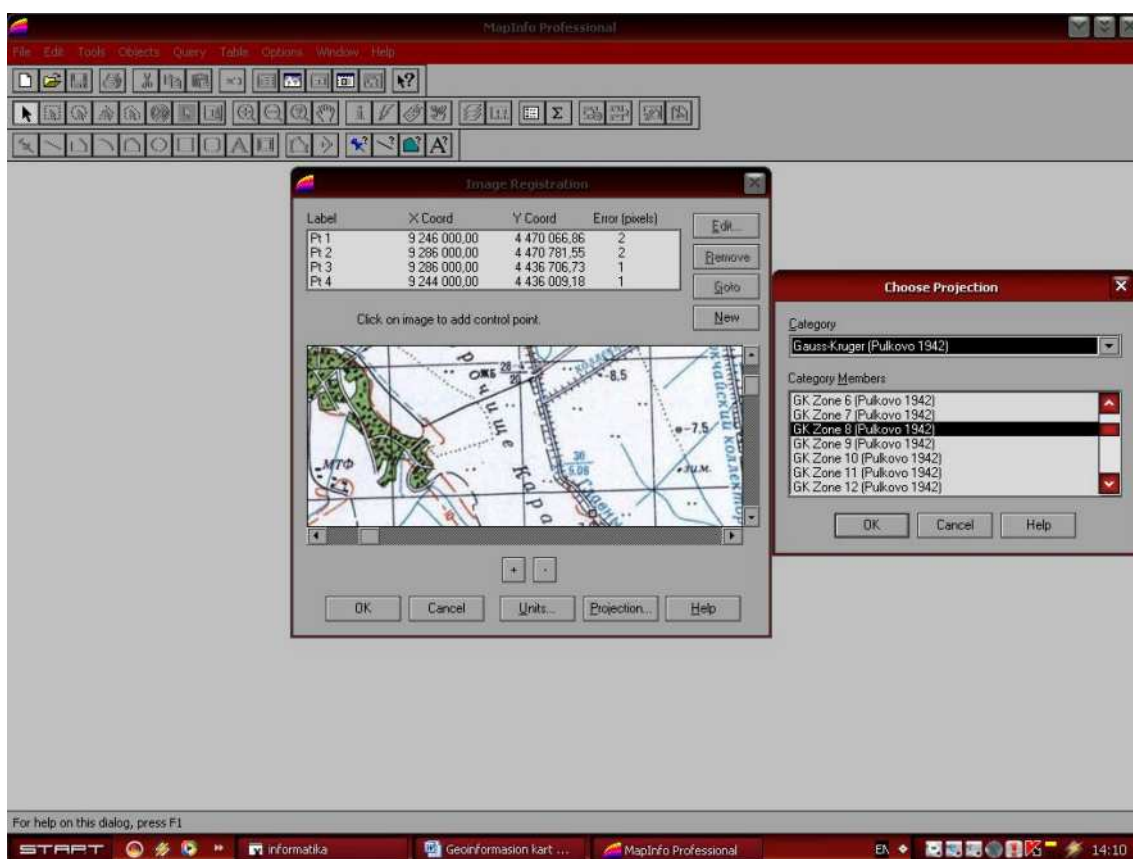 MapInfo Professional
File Edit Tools Objects Query Table Options Window Help
Image Registration
Label X Coord Y Coord Error (pixels)
Pt 1 9 246 000,00 4 470 066,86 2
Pt 2 9 286 000,00 4 470 781,55 2
Pt 3 9 286 000,00 4 436 706,73 1
Pt 4 9 244 000,00 4 436 009,18 1
Edit...
Remove
Goto
New
Click on image to add control point.
ОЖБ
8,5
-7,5
зим.
МТФ
Кара
30
5,08
+ -
OK Cancel Units... Projection... Help
Choose Projection
Category
Gauss-Kruger (Pulkovo 1942)
Category Members
GK Zone 6 (Pulkovo 1942)
GK Zone 7 (Pulkovo 1942)
GK Zone 8 (Pulkovo 1942)
GK Zone 9 (Pulkovo 1942)
GK Zone 10 (Pulkovo 1942)
GK Zone 11 (Pulkovo 1942)
GK Zone 12 (Pulkovo 1942)
OK Cancel Help
For help on this dialog, press F1
START informatika Geoinformasion kart ... MapInfo Professional EN 14:10